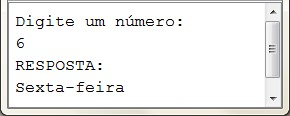 Digite um número:
6
RESPOSTA:
Sexta-feira